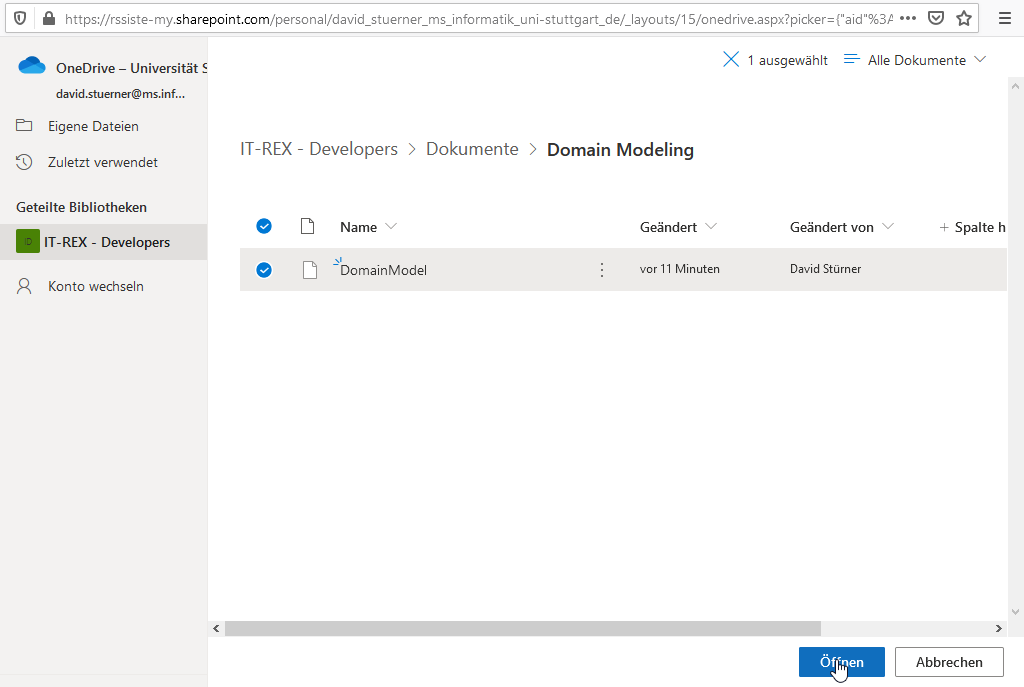 https://rssiste-my.sharepoint.com/personal/david_stuerner_ms_informatik_uni-stuttgart_de/_layouts/15/onedrive.aspx?picker={"aid"%3A
OneDrive – Universität S
david.stuerner@ms.inf...
Eigene Dateien
Zuletzt verwendet
Geteilte Bibliotheken
IT-REX - Developers
Konto wechseln
1 ausgewählt Alle Dokumente
IT-REX - Developers > Dokumente > Domain Modeling
Name Geändert Geändert von + Spalte h
DomainModel vor 11 Minuten David Stürner
Öffnen Abbrechen